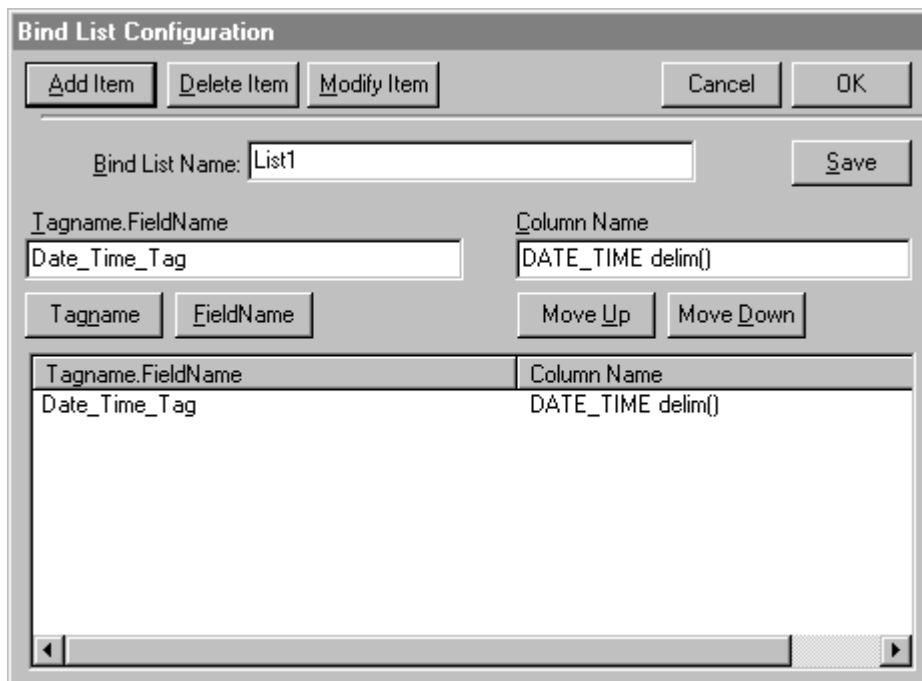 Bind List Configuration
Add Item Delete Item Modify Item Cancel OK
Bind List Name: List1 Save
Tagname.FieldName Column Name
Date_Time_Tag DATE_TIME delim()
Tagname FieldName Move Up Move Down
Tagname.FieldName Column Name
Date_Time_Tag DATE_TIME delim()